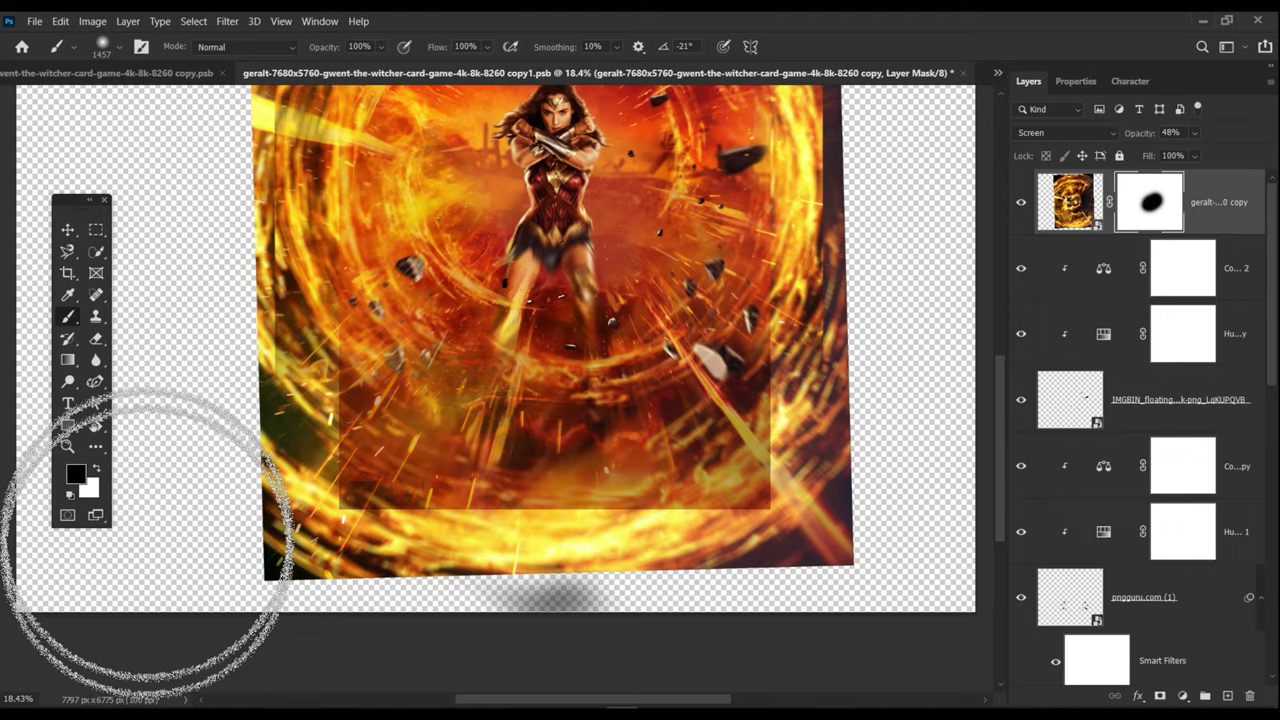 Ps File Edit Image Layer Type Select Filter 3D View Window Help
1457 Mode: Normal Opacity: 100% Flow: 100% Smoothing: 10% -21°
went-the-witcher-card-game-4k-8k-8260 copy.psb × geralt-7680x5760-gwent-the-witcher-card-game-4k-8k-8260 copy1.psb @ 18.4% (geralt-7680x5760-gwent-the-witcher-card-game-4k-8k-8260 copy, Layer Mask/8) * ×
Layers Properties Character
Kind
Screen Opacity: 48%
Lock: Fill: 100%
geralt-...0 copy
Co... 2
Hu...y
IMGBIN_floating...k-png_LqKUPQVB
Co...py
Hu... 1
pngguru.com (1)
Smart Filters
18.43% 7797 px x 6775 px (100 ppi)
fx